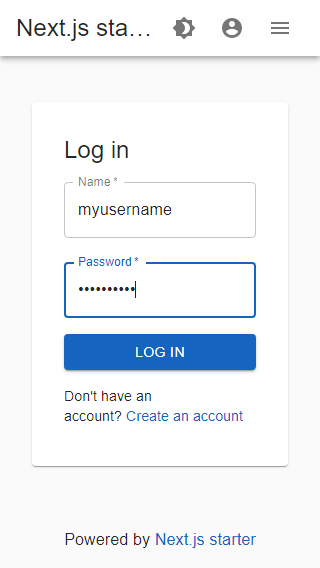 Next.js sta...
Log in
Name *
myusername
Password *
••••••••••
LOG IN
Don't have an
account? Create an account
Powered by Next.js starter